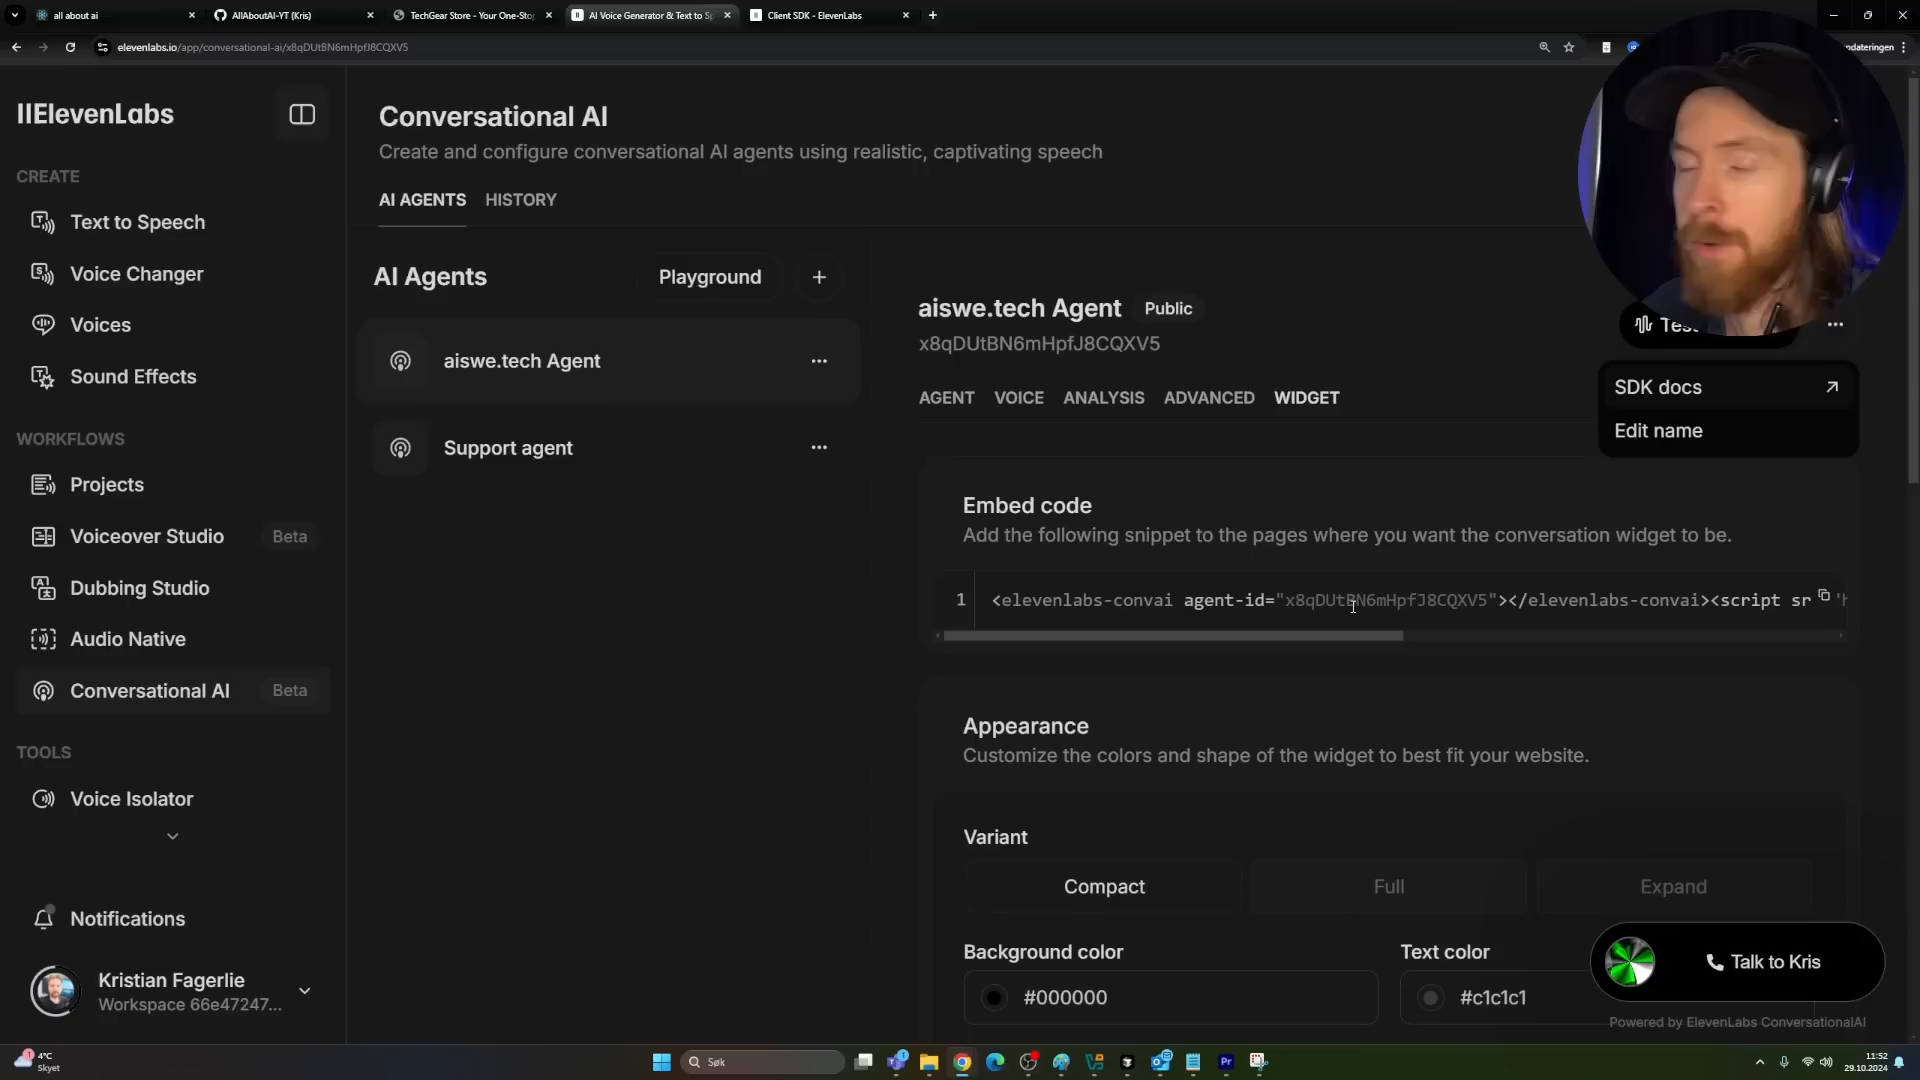 all about ai
AllAboutAI-YT (Kris)
TechGear Store - Your One-Stop
AI Voice Generator & Text to Sp
Client SDK - ElevenLabs
elevenlabs.io/app/conversational-ai/x8qDUtBN6mHpfJ8CQXV5
IIElevenLabs
CREATE
Text to Speech
Voice Changer
Voices
Sound Effects
WORKFLOWS
Projects
Voiceover Studio Beta
Dubbing Studio
Audio Native
Conversational AI Beta
TOOLS
Voice Isolator
Notifications
Kristian Fagerlie
Workspace 66e47247...
Conversational AI
Create and configure conversational AI agents using realistic, captivating speech
AI AGENTS HISTORY
AI Agents Playground +
aiswe.tech Agent
Support agent
aiswe.tech Agent Public
x8qDUtBN6mHpfJ8CQXV5
AGENT VOICE ANALYSIS ADVANCED WIDGET
SDK docs
Edit name
Embed code
Add the following snippet to the pages where you want the conversation widget to be.
1 <elevenlabs-convai agent-id="x8qDUtBN6mHpfJ8CQXV5"></elevenlabs-convai><script sr
Appearance
Customize the colors and shape of the widget to best fit your website.
Variant
Compact Full Expand
Background color Text color
#000000 #c1c1c1
Talk to Kris
Powered by ElevenLabs ConversationalAI
4°C
Skyet
Søk
11:52
29.10.2024